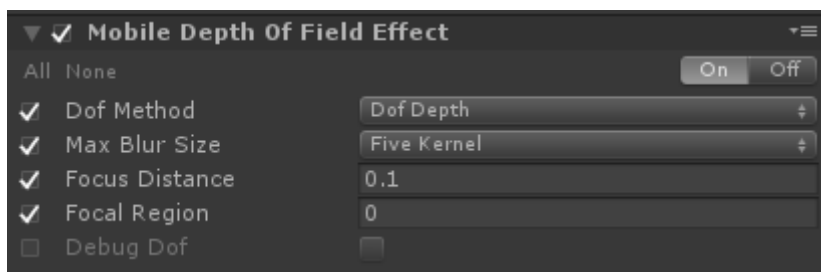 Mobile Depth Of Field Effect
All None On Off
Dof Method Dof Depth
Max Blur Size Five Kernel
Focus Distance 0.1
Focal Region 0
Debug Dof